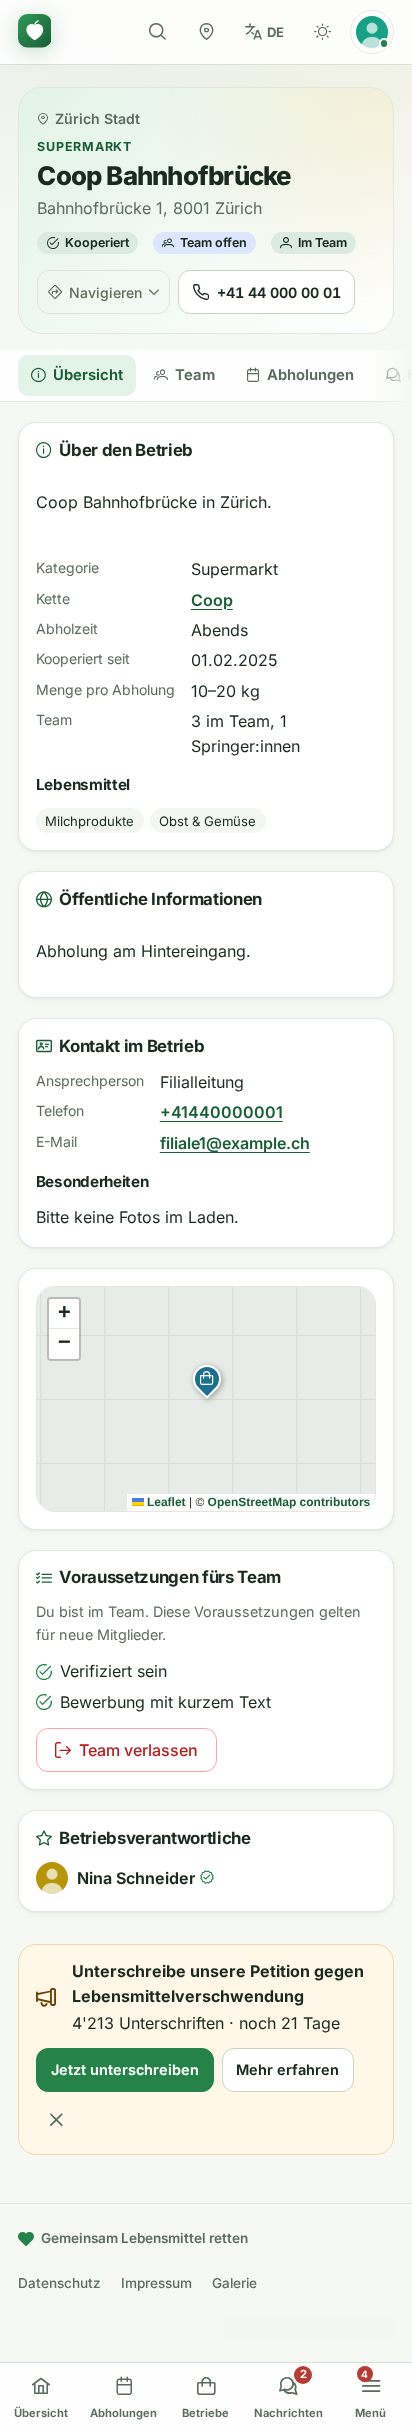 DE
Zürich Stadt
SUPERMARKT
Coop Bahnhofbrücke
Bahnhofbrücke 1, 8001 Zürich
Kooperiert Team offen Im Team
Navigieren +41 44 000 00 01
Übersicht Team Abholungen
Über den Betrieb
Coop Bahnhofbrücke in Zürich.
Kategorie Supermarkt
Kette Coop
Abholzeit Abends
Kooperiert seit 01.02.2025
Menge pro Abholung 10–20 kg
Team 3 im Team, 1
Springer:innen
Lebensmittel
Milchprodukte Obst & Gemüse
Öffentliche Informationen
Abholung am Hintereingang.
Kontakt im Betrieb
Ansprechperson Filialleitung
Telefon +41440000001
E-Mail filiale1@example.ch
Besonderheiten
Bitte keine Fotos im Laden.
+
−
Leaflet | © OpenStreetMap contributors
Voraussetzungen fürs Team
Du bist im Team. Diese Voraussetzungen gelten
für neue Mitglieder.
Verifiziert sein
Bewerbung mit kurzem Text
Team verlassen
Betriebsverantwortliche
Nina Schneider
Unterschreibe unsere Petition gegen
Lebensmittelverschwendung
4'213 Unterschriften · noch 21 Tage
Jetzt unterschreiben Mehr erfahren
Gemeinsam Lebensmittel retten
Datenschutz Impressum Galerie
2 4
Übersicht Abholungen Betriebe Nachrichten Menü